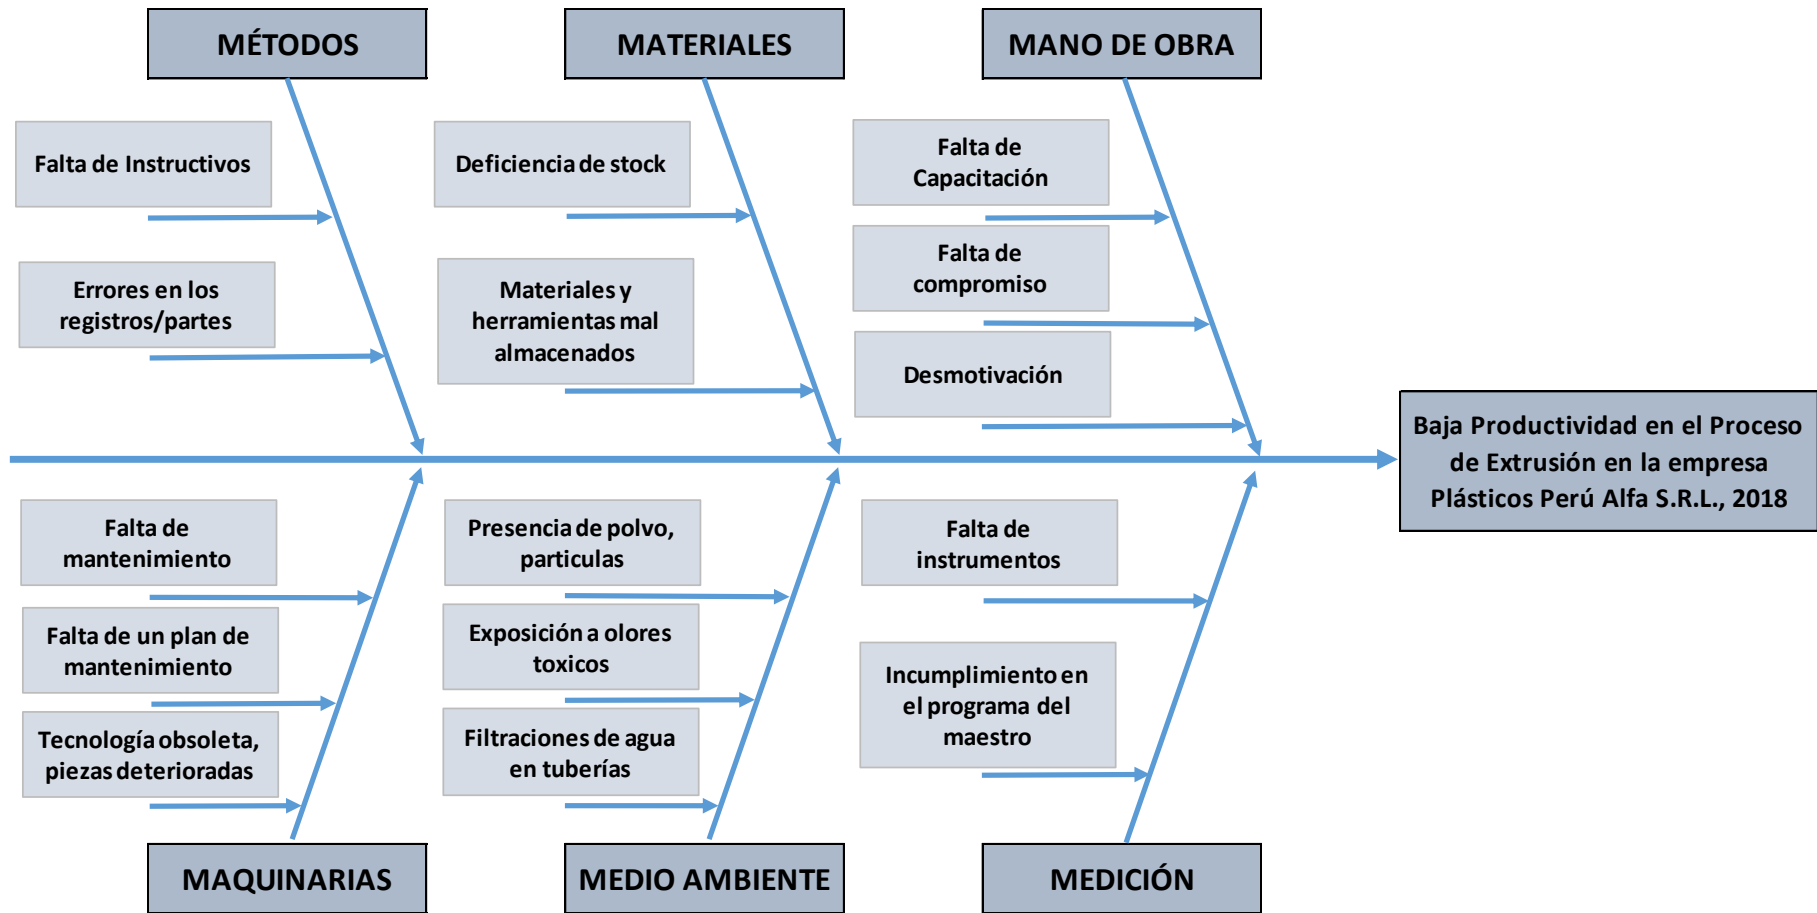 MÉTODOS
MATERIALES
MANO DE OBRA
Falta de Instructivos
Errores en los
registros/partes
Deficiencia de stock
Materiales y
herramientas mal
almacenados
Falta de
Capacitación
Falta de
compromiso
Desmotivación
Baja Productividad en el Proceso
de Extrusión en la empresa
Plásticos Perú Alfa S.R.L., 2018
Falta de
mantenimiento
Falta de un plan de
mantenimiento
Tecnología obsoleta,
piezas deterioradas
Presencia de polvo,
particulas
Exposición a olores
toxicos
Filtraciones de agua
en tuberías
Falta de
instrumentos
Incumplimiento en
el programa del
maestro
MAQUINARIAS
MEDIO AMBIENTE
MEDICIÓN